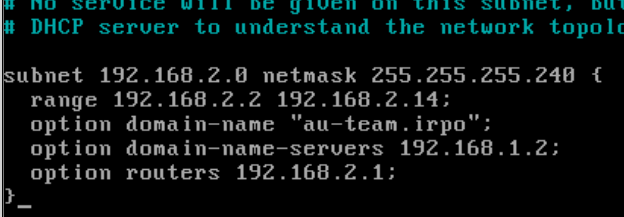 # No service will be given on this subnet, but
# DHCP server to understand the network topolo
subnet 192.168.2.0 netmask 255.255.255.240 {
  range 192.168.2.2 192.168.2.14;
  option domain-name "au-team.irpo";
  option domain-name-servers 192.168.1.2;
  option routers 192.168.2.1;
}_